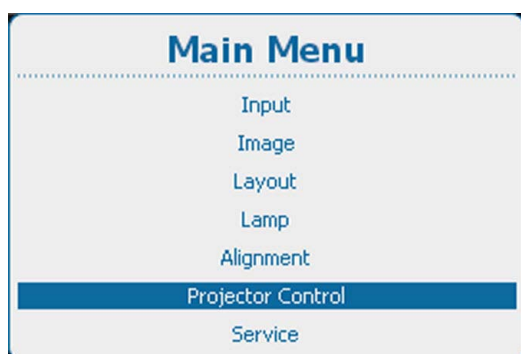 Main Menu
Input
Image
Layout
Lamp
Alignment
Projector Control
Service